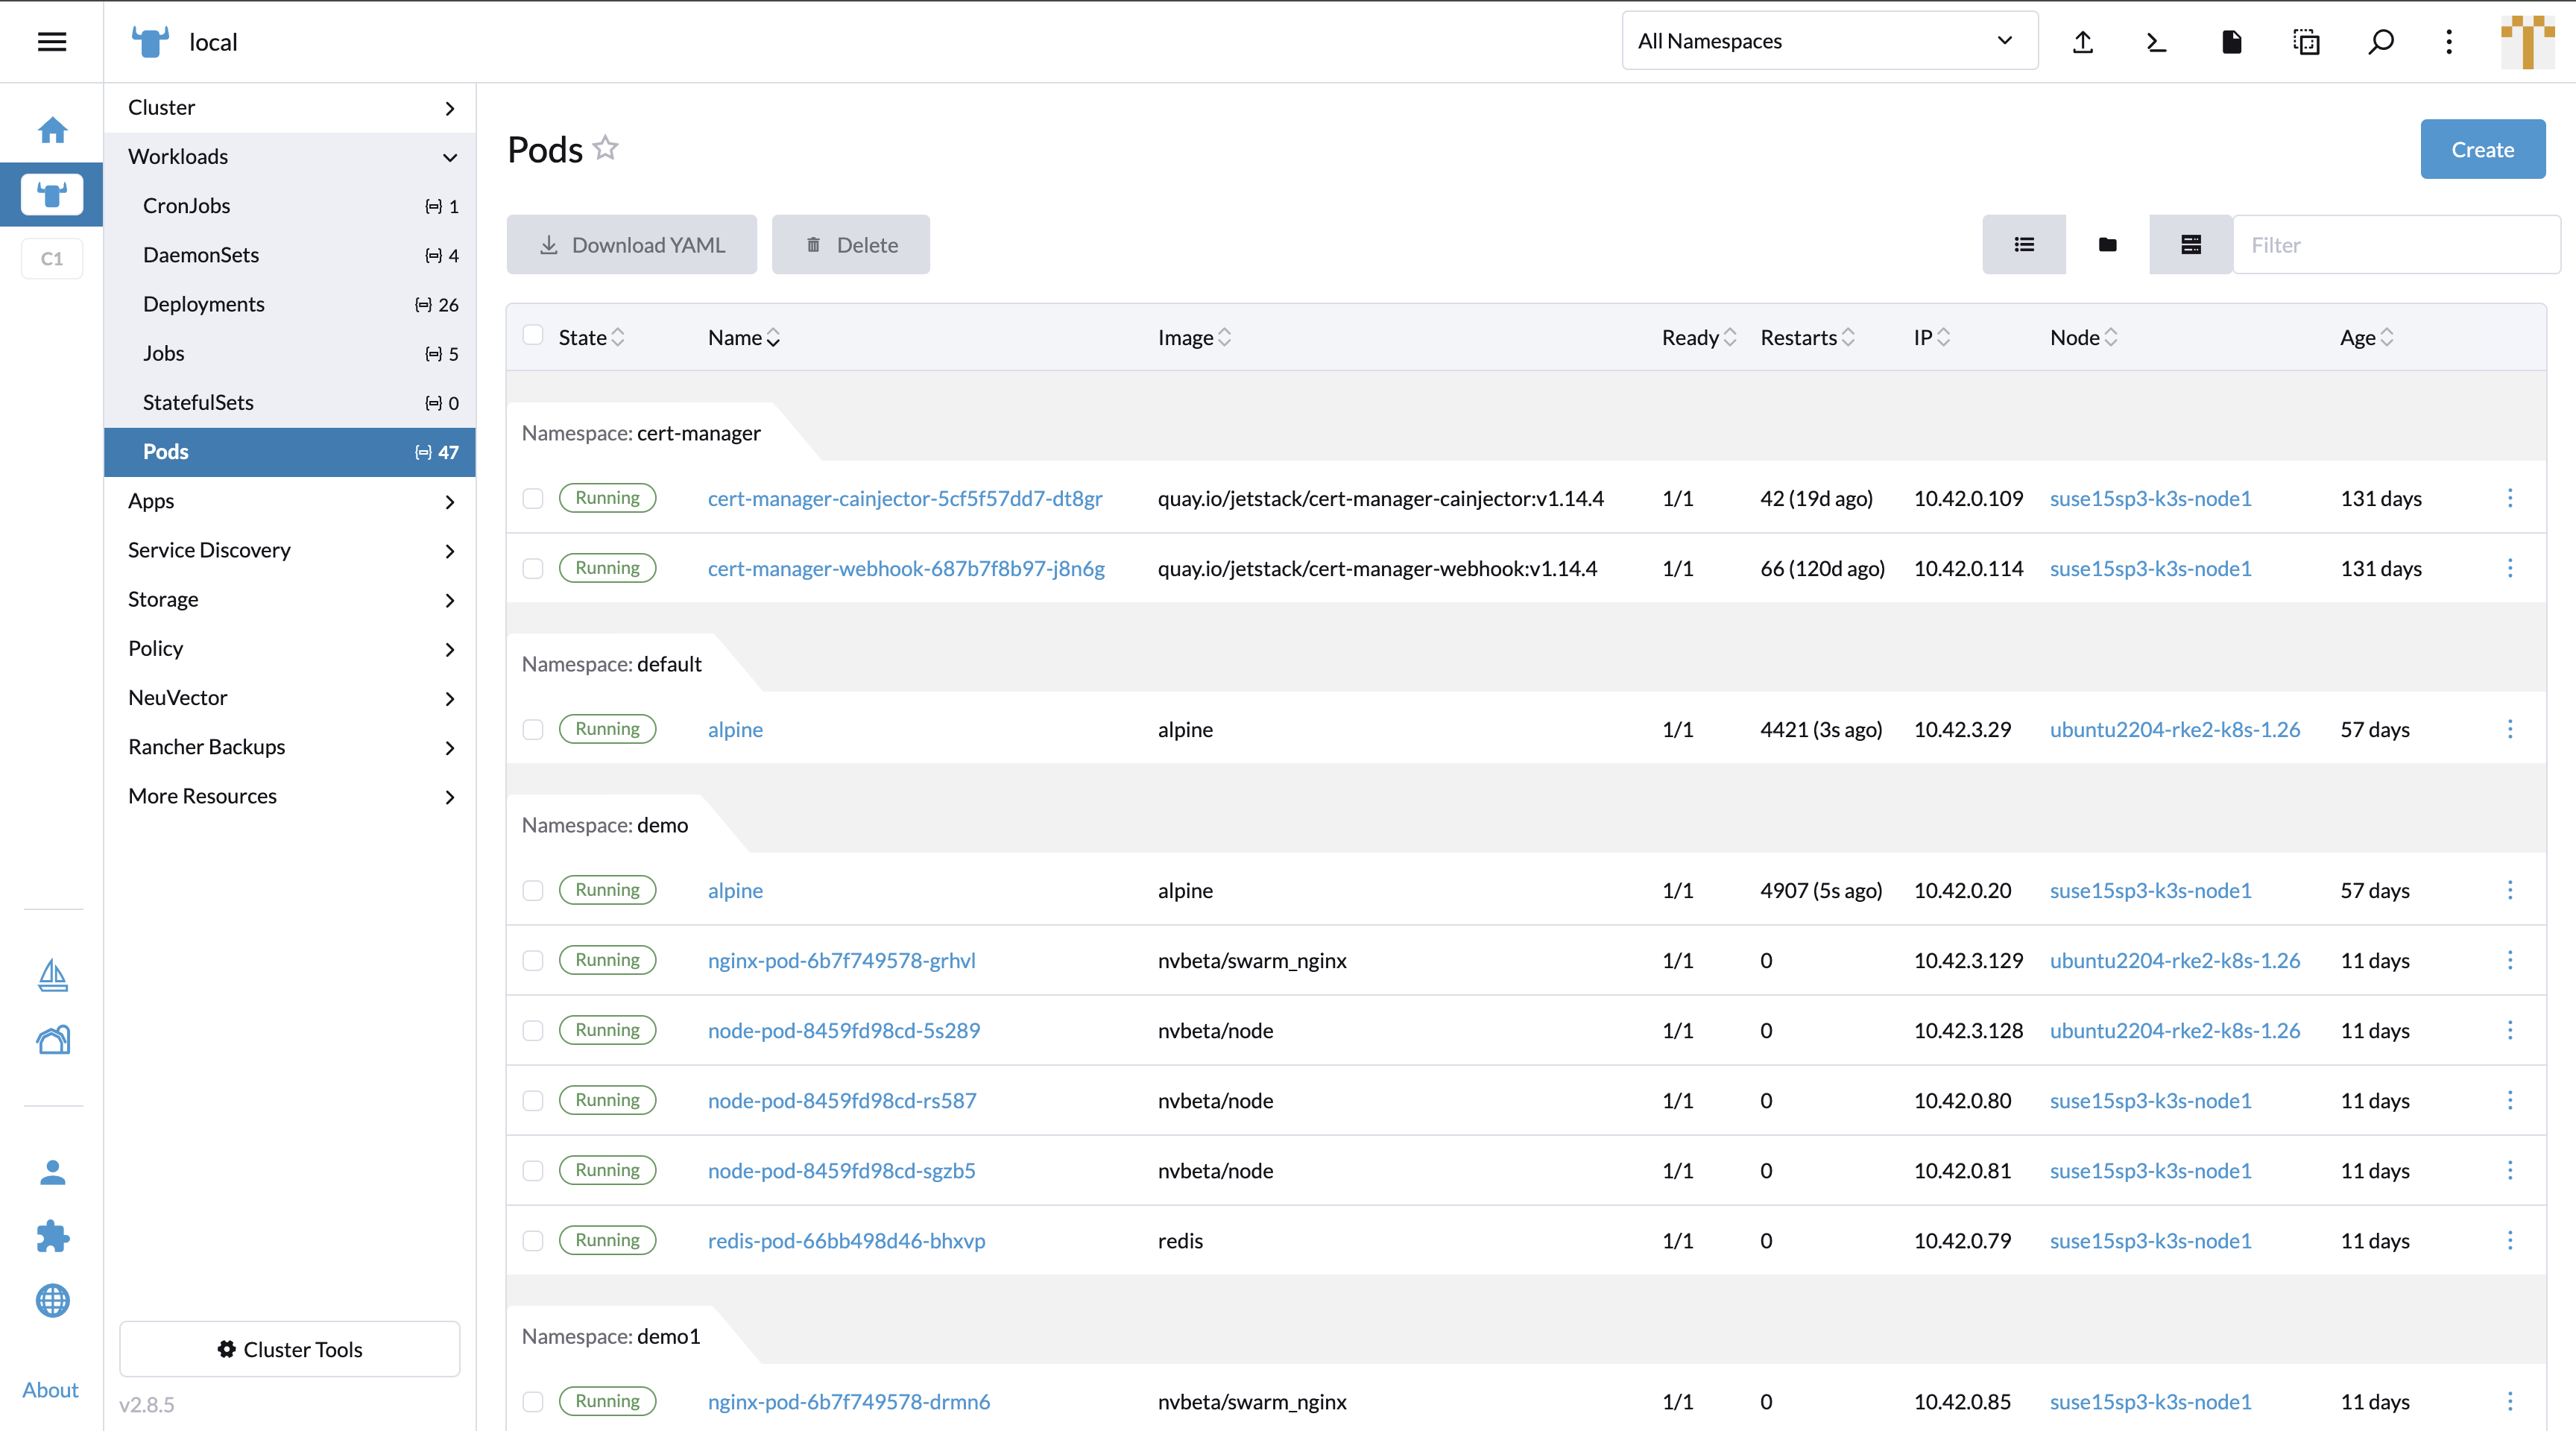 local
All Namespaces
C1
About
Cluster
Workloads
CronJobs 1
DaemonSets 4
Deployments 26
Jobs 5
StatefulSets 0
Pods 47
Apps
Service Discovery
Storage
Policy
NeuVector
Rancher Backups
More Resources
Cluster Tools
v2.8.5
Pods
Create
Download YAML
Delete
Filter
State Name Image Ready Restarts IP Node Age
Namespace: cert-manager
Running cert-manager-cainjector-5cf5f57dd7-dt8gr quay.io/jetstack/cert-manager-cainjector:v1.14.4 1/1 42 (19d ago) 10.42.0.109 suse15sp3-k3s-node1 131 days
Running cert-manager-webhook-687b7f8b97-j8n6g quay.io/jetstack/cert-manager-webhook:v1.14.4 1/1 66 (120d ago) 10.42.0.114 suse15sp3-k3s-node1 131 days
Namespace: default
Running alpine alpine 1/1 4421 (3s ago) 10.42.3.29 ubuntu2204-rke2-k8s-1.26 57 days
Namespace: demo
Running alpine alpine 1/1 4907 (5s ago) 10.42.0.20 suse15sp3-k3s-node1 57 days
Running nginx-pod-6b7f749578-grhvl nvbeta/swarm_nginx 1/1 0 10.42.3.129 ubuntu2204-rke2-k8s-1.26 11 days
Running node-pod-8459fd98cd-5s289 nvbeta/node 1/1 0 10.42.3.128 ubuntu2204-rke2-k8s-1.26 11 days
Running node-pod-8459fd98cd-rs587 nvbeta/node 1/1 0 10.42.0.80 suse15sp3-k3s-node1 11 days
Running node-pod-8459fd98cd-sgzb5 nvbeta/node 1/1 0 10.42.0.81 suse15sp3-k3s-node1 11 days
Running redis-pod-66bb498d46-bhxvp redis 1/1 0 10.42.0.79 suse15sp3-k3s-node1 11 days
Namespace: demo1
Running nginx-pod-6b7f749578-drmn6 nvbeta/swarm_nginx 1/1 0 10.42.0.85 suse15sp3-k3s-node1 11 days